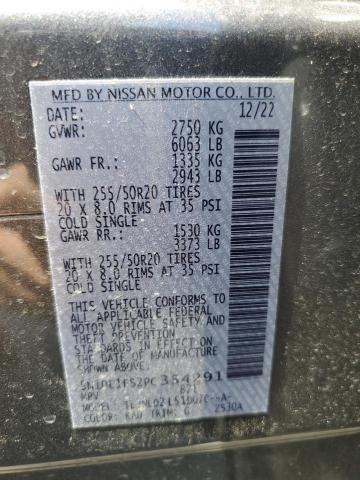 MFD BY NISSAN MOTOR CO., LTD.
DATE: 12/22
GVWR: 2750 KG
6063 LB
GAWR FR.: 1335 KG
2943 LB
WITH 255/50R20 TIRES
20 X 8.0 RIMS AT 35 PSI
COLD SINGLE
GAWR RR.: 1530 KG
3373 LB
WITH 255/50R20 TIRES
20 X 8.0 RIMS AT 35 PSI
COLD SINGLE
THIS VEHICLE CONFORMS TO
ALL APPLICABLE FEDERAL
MOTOR VEHICLE SAFETY AND
THEFT PREVENTION
STANDARDS IN EFFECT ON
THE DATE OF MANUFACTURE
SHOWN ABOVE.
354291
MPV
MODEL:
COLOR: TRIM: G